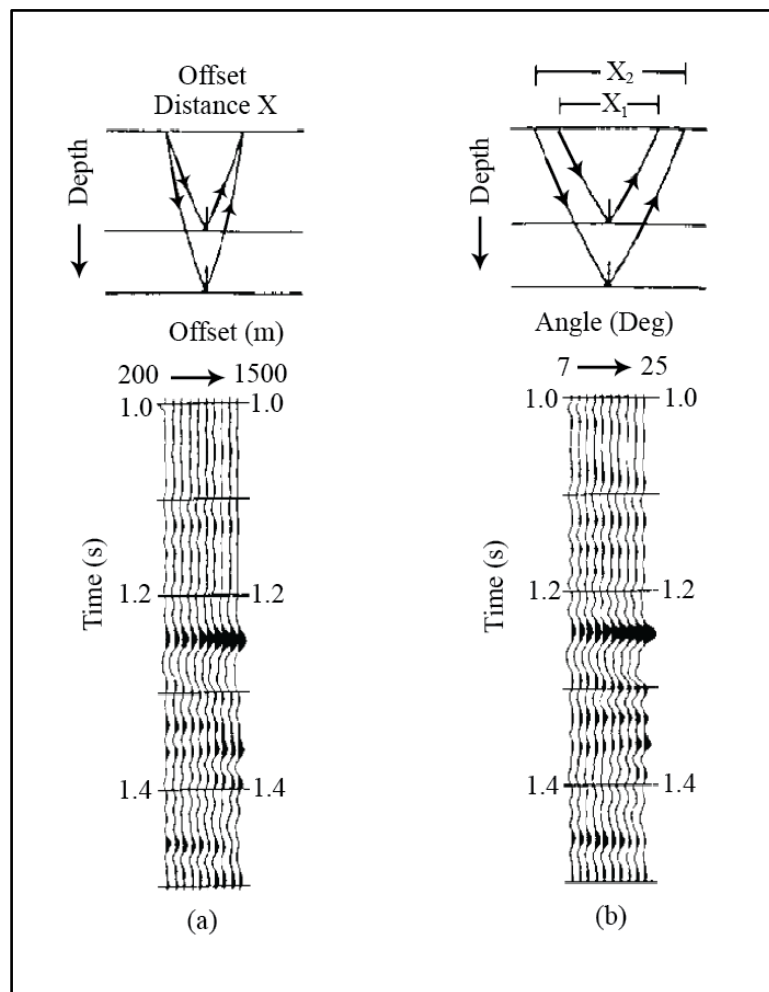 Offset
Distance X
Depth
Offset (m)
200 1500
1.0 1.0
1.2 1.2
Time (s)
1.4 1.4
(a)
X2
X1
Depth
Angle (Deg)
7 25
1.0 1.0
1.2 1.2
Time (s)
1.4 1.4
(b)